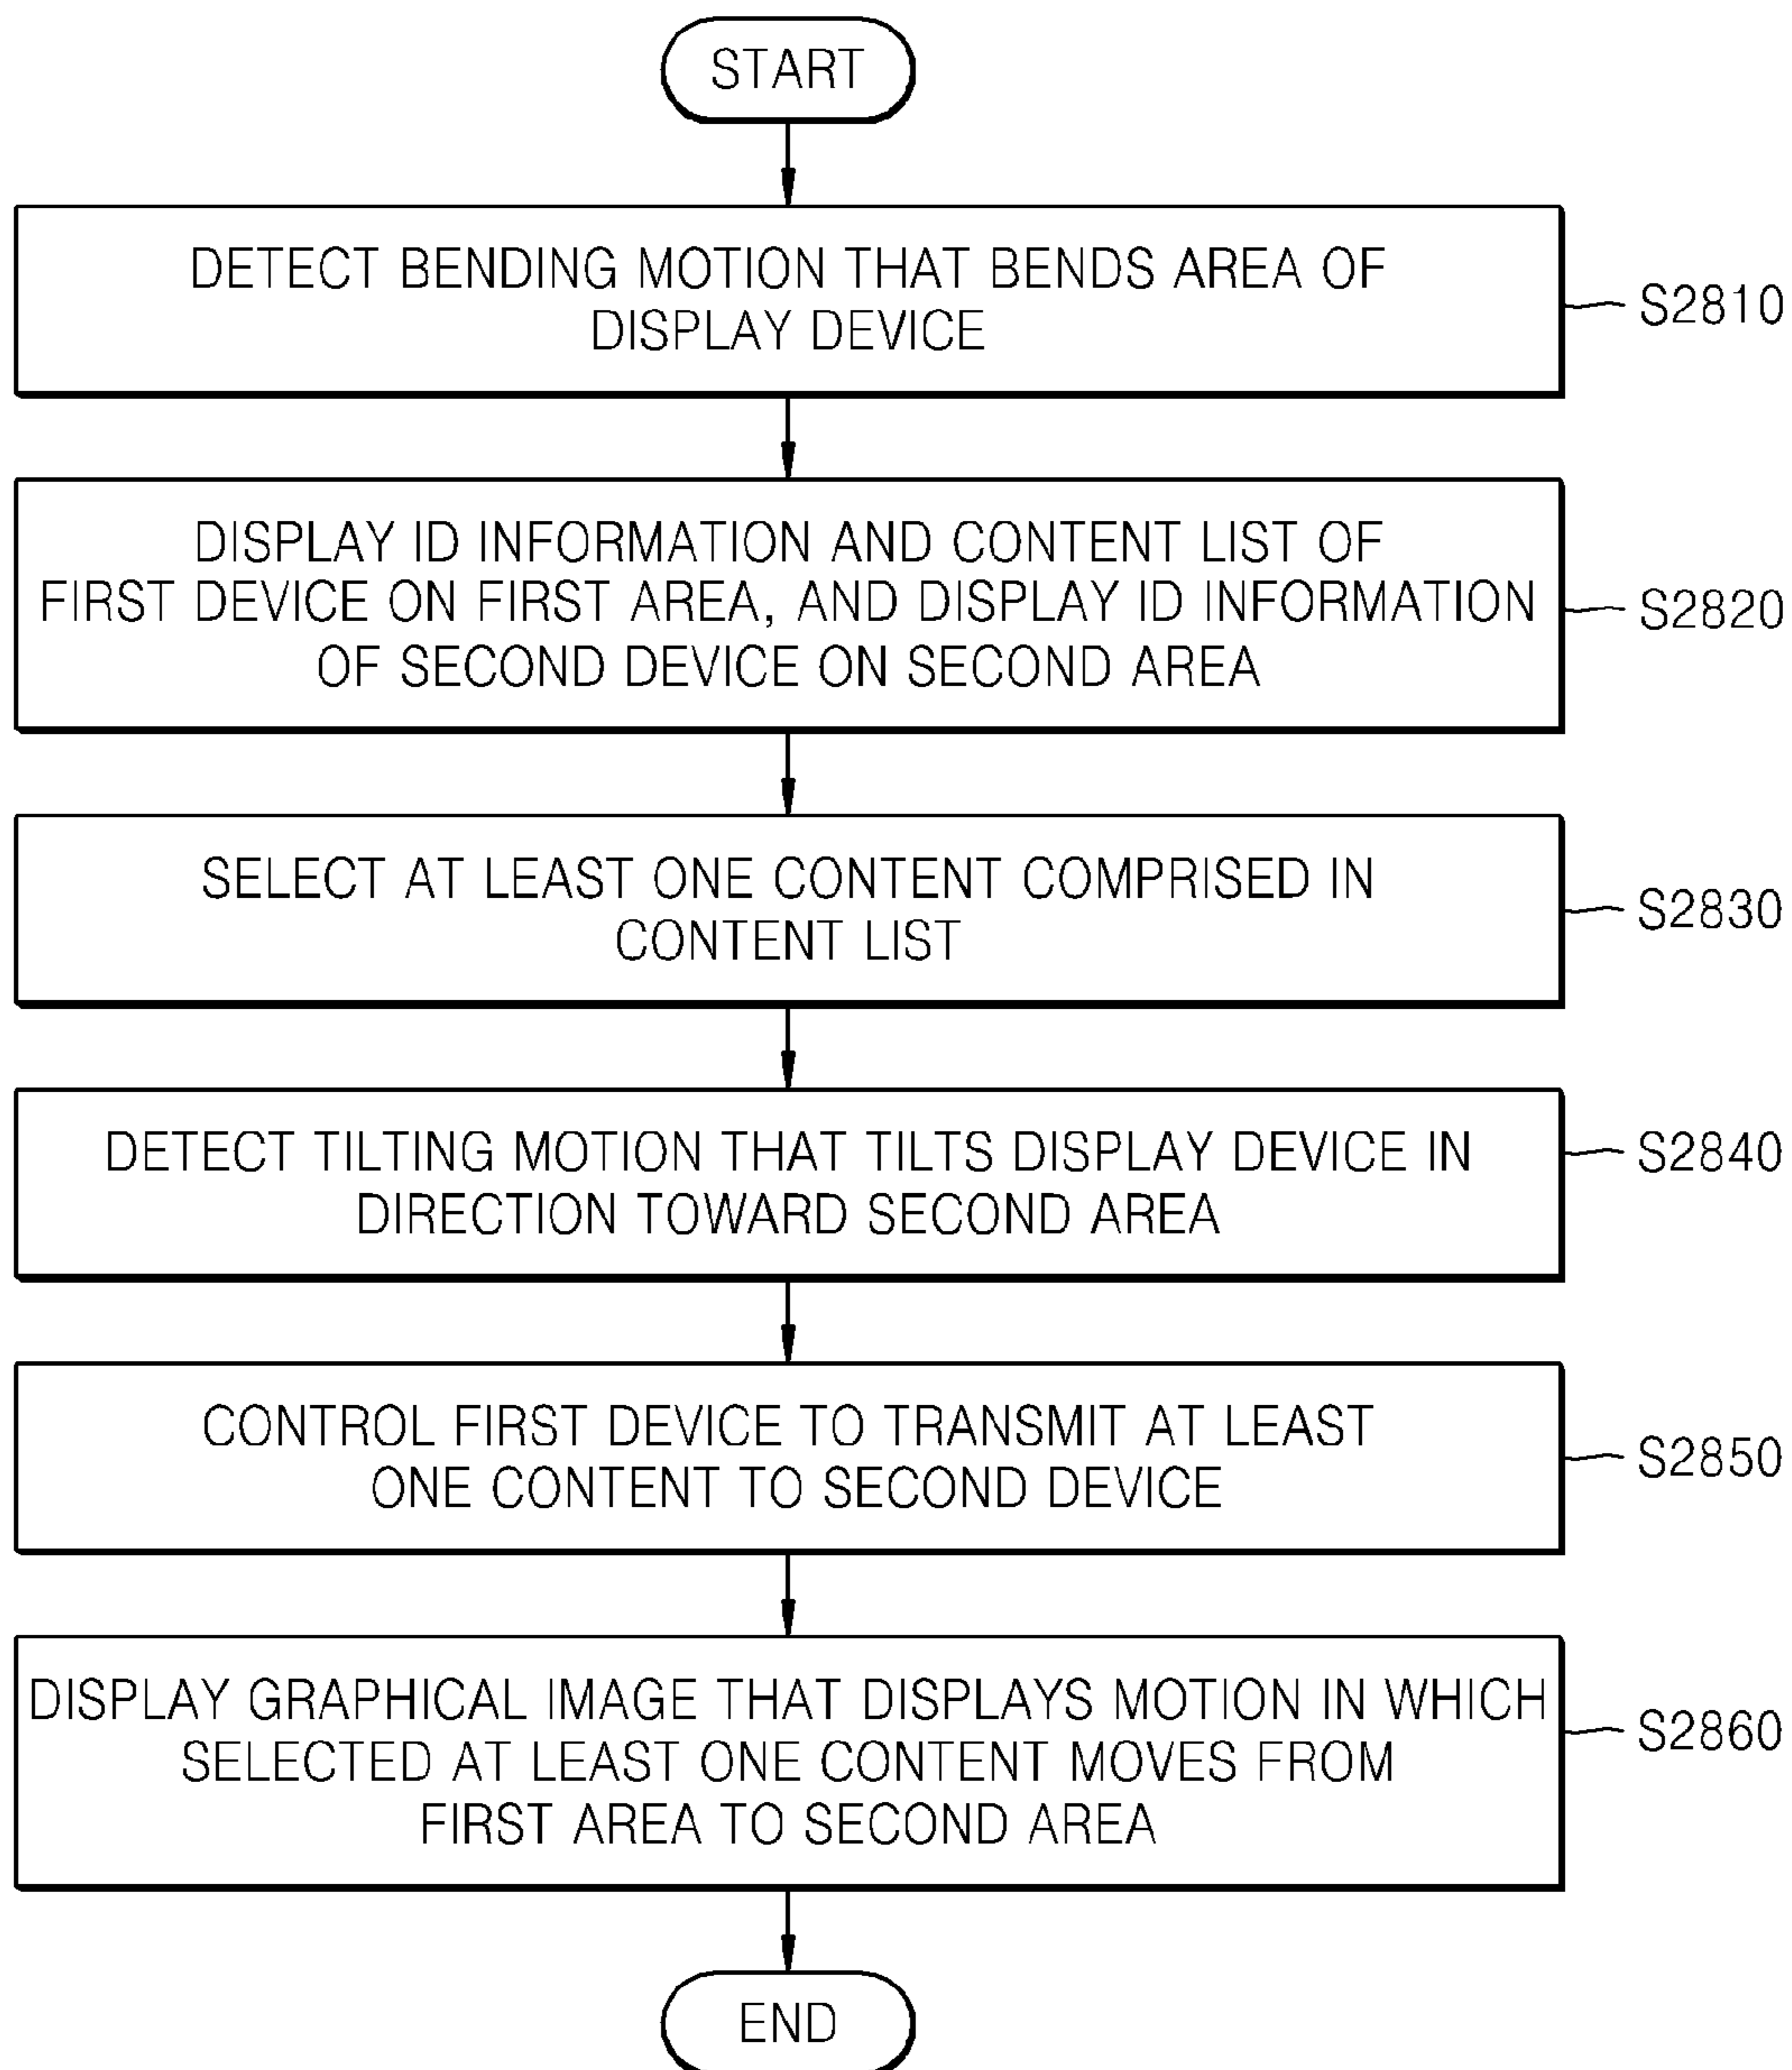 START
DETECT BENDING MOTION THAT BENDS AREA OF
DISPLAY DEVICE
S2810
DISPLAY ID INFORMATION AND CONTENT LIST OF
FIRST DEVICE ON FIRST AREA, AND DISPLAY ID INFORMATION
OF SECOND DEVICE ON SECOND AREA
S2820
SELECT AT LEAST ONE CONTENT COMPRISED IN
CONTENT LIST
S2830
DETECT TILTING MOTION THAT TILTS DISPLAY DEVICE IN
DIRECTION TOWARD SECOND AREA
S2840
CONTROL FIRST DEVICE TO TRANSMIT AT LEAST
ONE CONTENT TO SECOND DEVICE
S2850
DISPLAY GRAPHICAL IMAGE THAT DISPLAYS MOTION IN WHICH
SELECTED AT LEAST ONE CONTENT MOVES FROM
FIRST AREA TO SECOND AREA
S2860
END